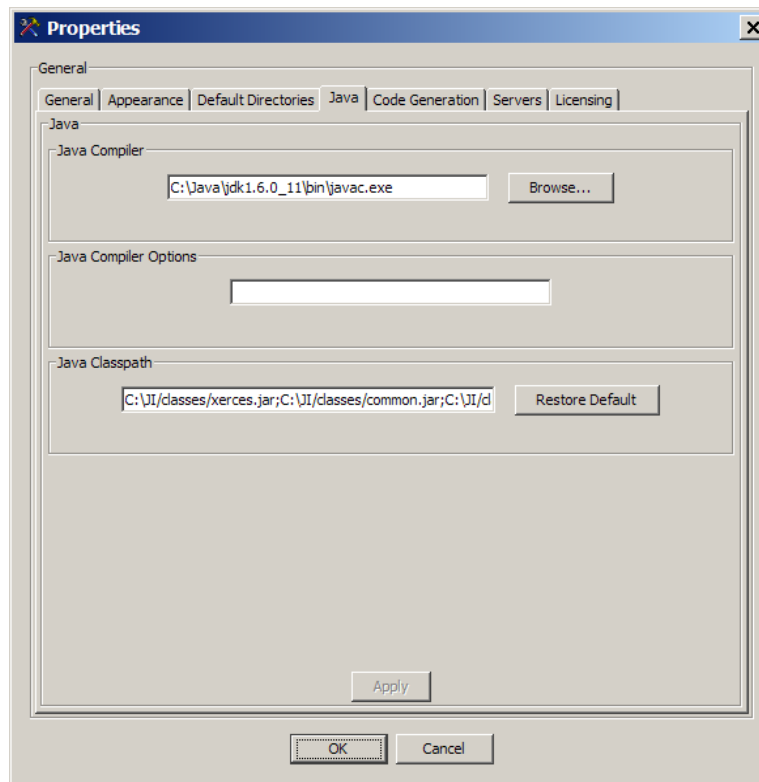 Properties
General
General Appearance Default Directories Java Code Generation Servers Licensing
Java
Java Compiler
C:\Java\jdk1.6.0_11\bin\javac.exe Browse...
Java Compiler Options
Java Classpath
C:\JI/classes/xerces.jar;C:\JI/classes/common.jar;C:\JI/cl Restore Default
Apply
OK Cancel